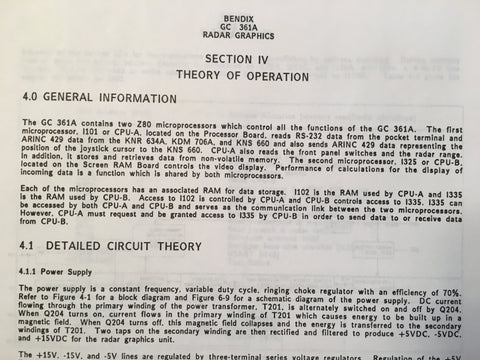 BENDIX
GC 361A
RADAR GRAPHICS
SECTION IV
THEORY OF OPERATION
4.0 GENERAL INFORMATION
The GC 361A contains two Z80 microprocessors which control all the functions of the GC 361A. The first
microprocessor, I101 or CPU-A, located on the Processor Board, reads RS-232 data from the pocket terminal and
ARINC 429 data from the KNR 634A, KDM 706A, and KNS 660 and also sends ARINC 429 data representing the
position of the joystick cursor to the KNS 660. CPU-A also reads the front panel switches and the radar range.
In addition, it stores and retrieves data from non-volatile memory. The second microprocessor, I325 or CPU-B,
located on the Screen RAM Board controls the video display. Performance of calculations for the display of
incoming data is a function which is shared by both microprocessors.
Each of the microprocessors has an associated RAM for data storage. I102 is the RAM used by CPU-A and I335
is the RAM used by CPU-B. Access to I102 is controlled by CPU-A and CPU-B controls access to I335. I335 can
be accessed by both CPU-A and CPU-B and serves as the communication link between the two microprocessors.
However, CPU-A must request and be granted access to I335 by CPU-B in order to send data to or receive data
from CPU-B.
4.1 DETAILED CIRCUIT THEORY
4.1.1 Power Supply
The power supply is a constant frequency, variable duty cycle, ringing choke regulator with an efficiency of 70%.
Refer to Figure 4-1 for a block diagram and Figure 6-9 for a schematic diagram of the power supply. DC current
flowing through the primary winding of the power transformer, T201, is alternately switched on and off by Q204.
When Q204 turns on, current flows in the primary winding of T201 which causes energy to be built up in a
magnetic field. When Q204 turns off, this magnetic field collapses and the energy is transferred to the secondary
windings of T201. Two taps on the secondary winding are then rectified and filtered to produce +5VDC, -5VDC,
and +15VDC for the radar graphics unit.
The +15V, -15V, and -5V lines are regulated by three-terminal series voltage regulators. Regulation of the +5V